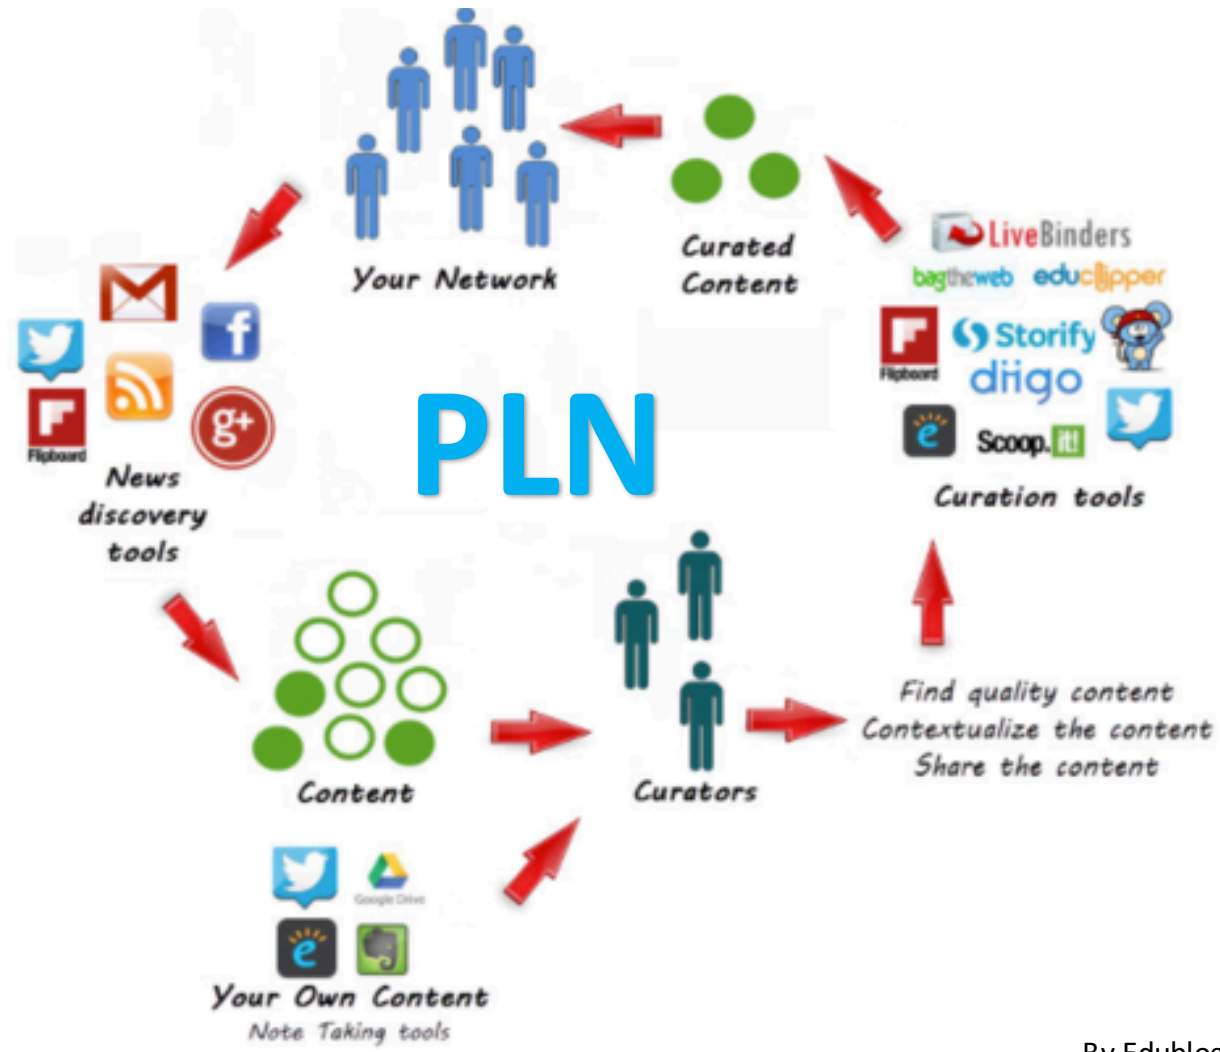 Your Network
Curated
Content
LiveBinders
bagtheweb educlipper
Flipboard
Storify
diigo
e
Scoop.it!
Curation tools
f
g+
Flipboard
News
discovery
tools
PLN
Content
Curators
Find quality content
Contextualize the content
Share the content
Google Drive
e
Your Own Content
Note Taking tools
By